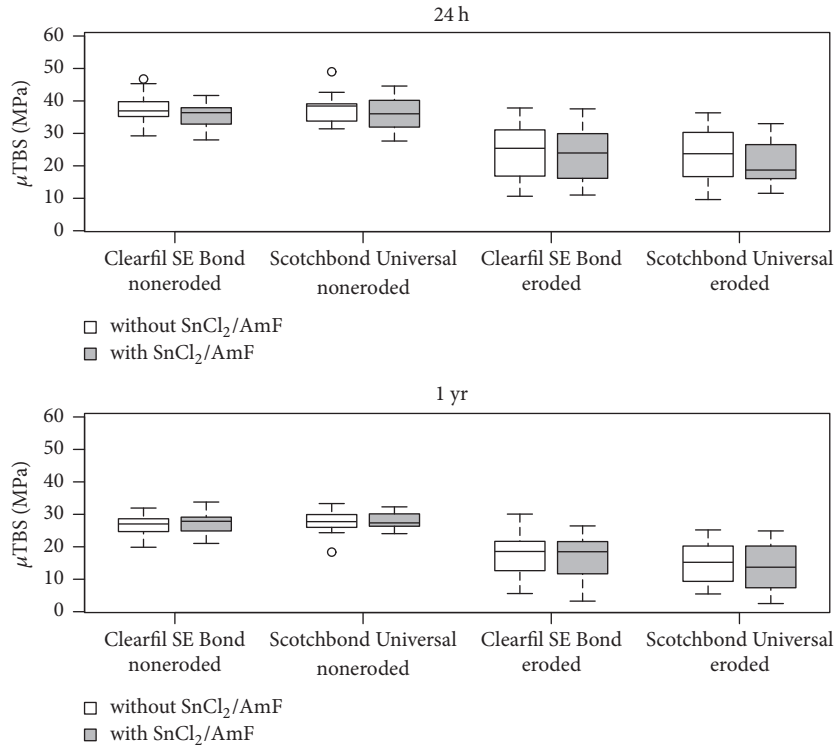 24 h
60
50
40
30
20
10
0
μTBS (MPa)
Clearfil SE Bond
noneroded
Scotchbond Universal
noneroded
Clearfil SE Bond
eroded
Scotchbond Universal
eroded
without SnCl₂/AmF
with SnCl₂/AmF
1 yr
60
50
40
30
20
10
0
μTBS (MPa)
Clearfil SE Bond
noneroded
Scotchbond Universal
noneroded
Clearfil SE Bond
eroded
Scotchbond Universal
eroded
without SnCl₂/AmF
with SnCl₂/AmF